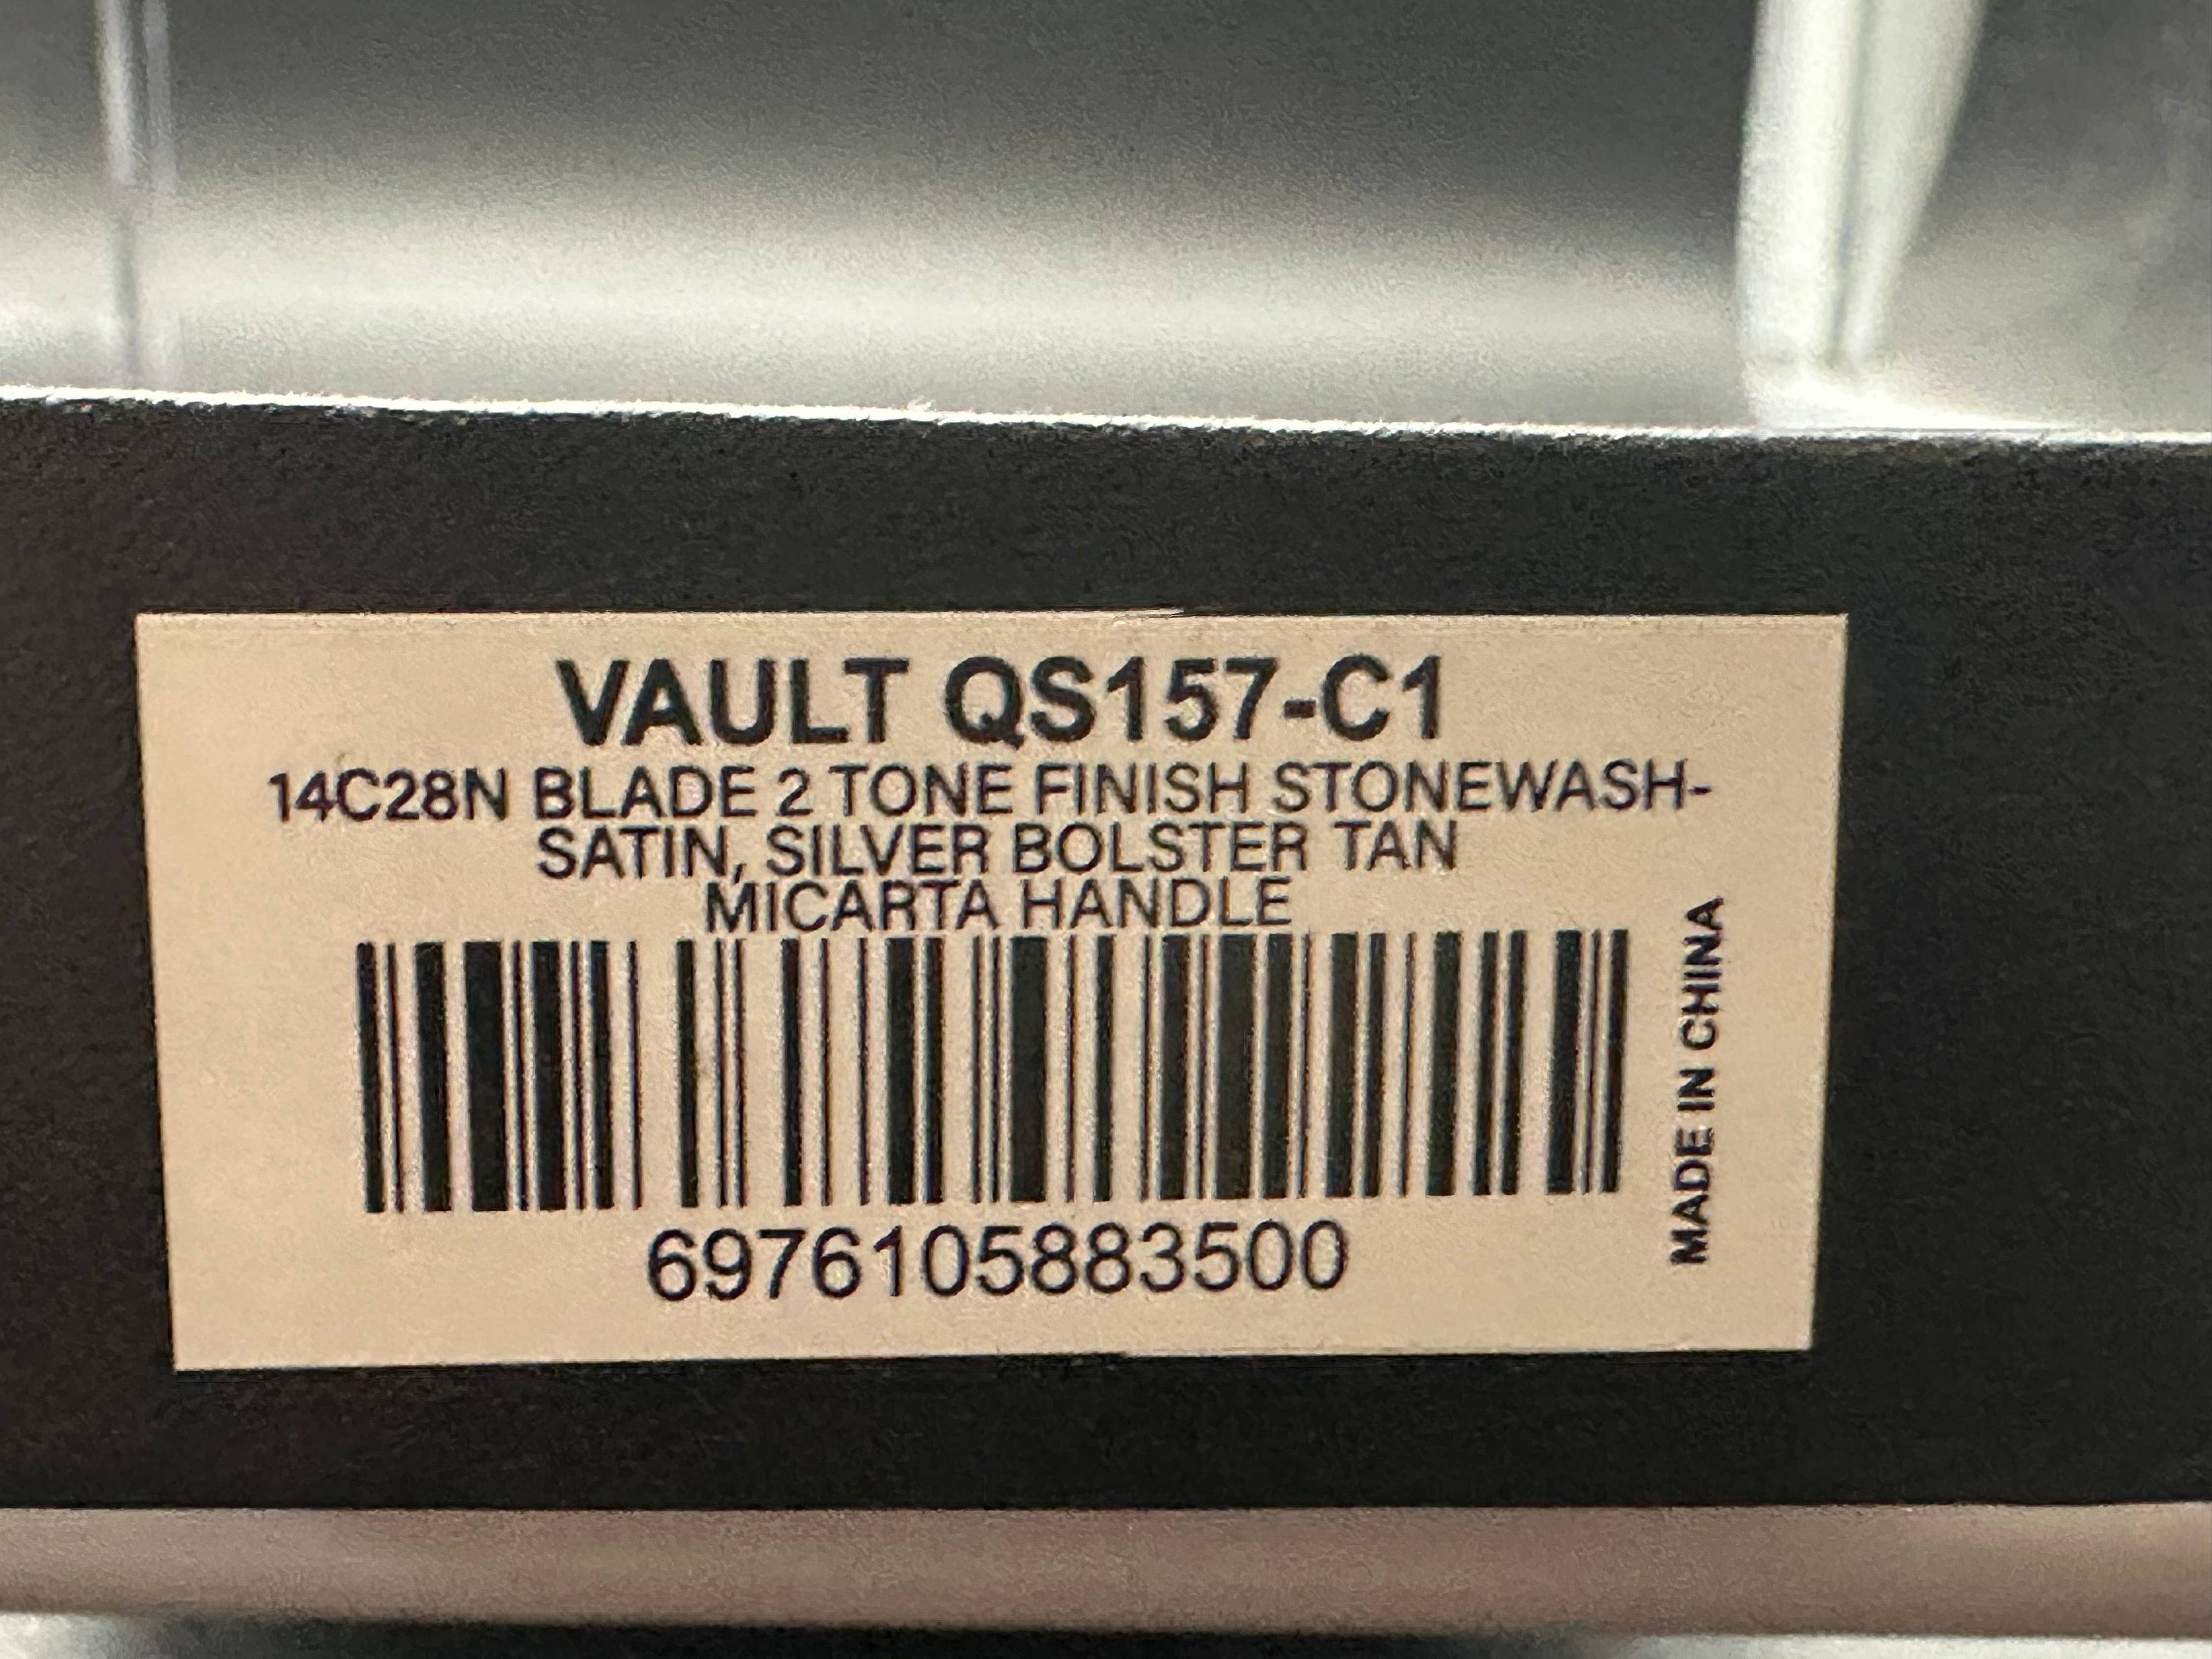 VAULT QS157-C1
14C28N BLADE 2 TONE FINISH STONEWASH-
SATIN, SILVER BOLSTER TAN
MICARTA HANDLE
6976105883500
MADE IN CHINA